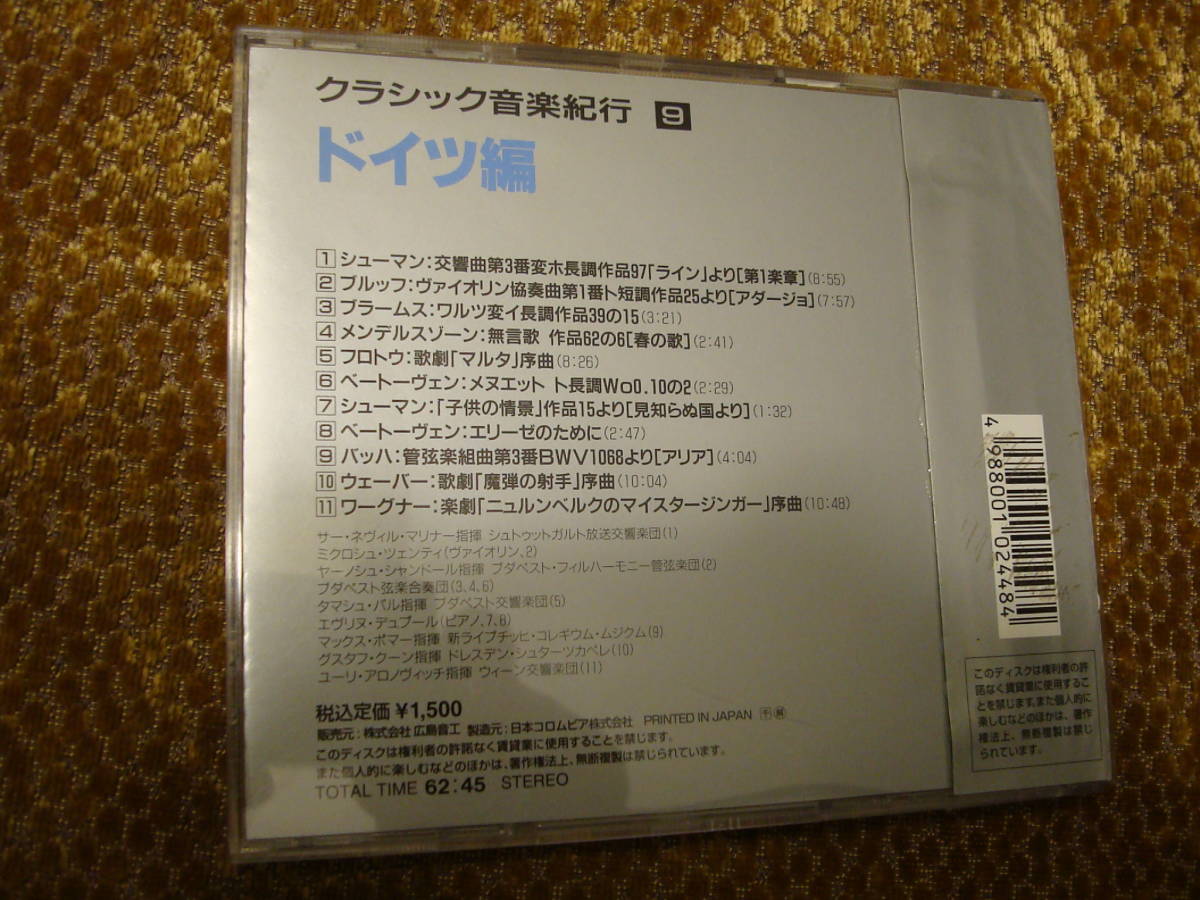 クラシック音楽紀行 9
ドイツ編
1 シューマン：交響曲第3番変ホ長調作品97「ライン」より[第1楽章](8:55)
2 ブルッフ：ヴァイオリン協奏曲第1番ト短調作品25より[アダージョ](7:57)
3 ブラームス：ワルツ変イ長調作品39の15(3:21)
4 メンデルスゾーン：無言歌 作品62の6[春の歌](2:41)
5 フロトウ：歌劇「マルタ」序曲(8:26)
6 ベートーヴェン：メヌエット ト長調WoO.10の2(2:29)
7 シューマン：「子供の情景」作品15より[見知らぬ国より](1:32)
8 ベートーヴェン：エリーゼのために(2:47)
9 バッハ：管弦楽組曲第3番BWV1068より[アリア](4:04)
10 ウェーバー：歌劇「魔弾の射手」序曲(10:04)
11 ワーグナー：楽劇「ニュルンベルクのマイスタージンガー」序曲(10:48)
サー・ネヴィル・マリナー指揮 シュトゥットガルト放送交響楽団(1)
ミクロシュ・ツェンティ(ヴァイオリン、2)
ヤーノシュ・シャンドール指揮 ブダペスト・フィルハーモニー管弦楽団(2)
ブダペスト弦楽合奏団(3、4、6)
タマシュ・パル指揮 ブダペスト交響楽団(5)
エヴリヌ・デュブール(ピアノ、7、8)
マックス・ポマー指揮 新ライプチッヒ・コレギウム・ムジクム(9)
グスタフ・クーン指揮 ドレスデン・シュターツカペレ(10)
ユーリ・アロノヴィッチ指揮 ウィーン交響楽団(11)
税込定価 ¥1,500
販売元：株式会社 広島音工 製造元：日本コロムビア株式会社 PRINTED IN JAPAN
このディスクは権利者の許諾なく賃貸業に使用することを禁じます。
また個人的に楽しむなどのほかは、著作権法上、無断複製は禁じられています。
TOTAL TIME 62:45 STEREO
4 988001 024484
このディスクは権利者の許
諾なく賃貸業に使用するこ
とを禁じます。また個人的に
楽しむなどのほかは、著作
権法上、無断複製は禁じ
られています。